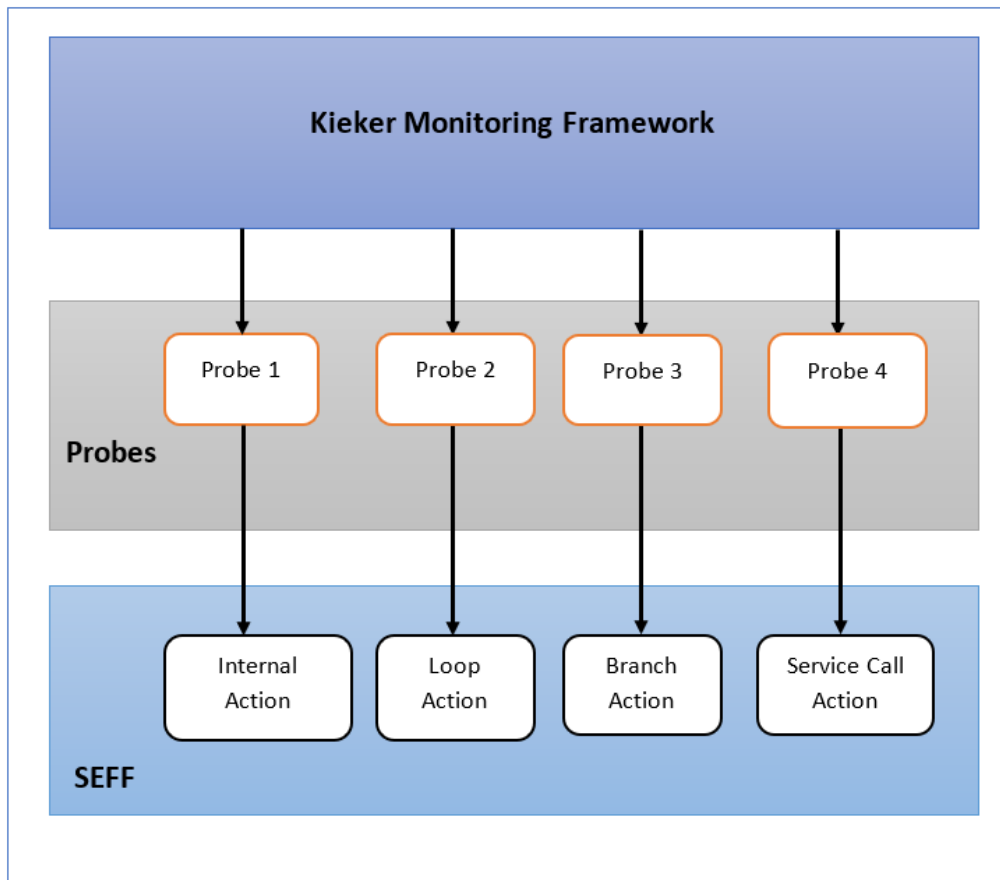 Kieker Monitoring Framework
Probe 1
Probe 2
Probe 3
Probe 4
Probes
Internal
Action
Loop
Action
Branch
Action
Service Call
Action
SEFF